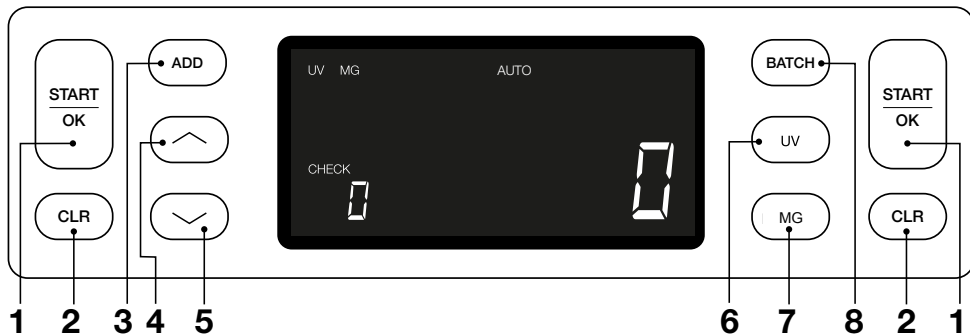 START
OK
ADD
CLR
UV MG AUTO
CHECK
0
0
BATCH
UV
MG
START
OK
CLR
1 2 3 4 5 6 7 8 2 1